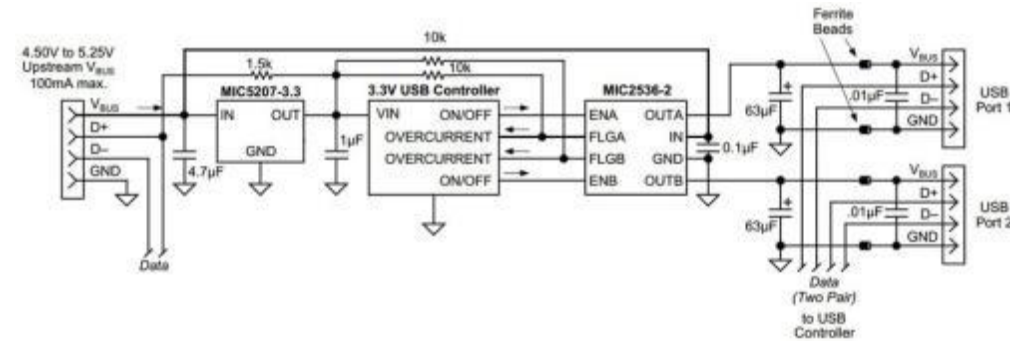 Ferrite
Beads
10k
4.50V to 5.25V
Upstream VBUS
100mA max.
1.5k
10k
MIC5207-3.3
3.3V USB Controller
MIC2536-2
VBUS
D+
D–
GND
IN
OUT
GND
4.7µF
1µF
VIN
ON/OFF
OVERCURRENT
OVERCURRENT
ON/OFF
ENA
FLGA
FLGB
ENB
OUTA
IN
GND
OUTB
0.1µF
63µF
.01µF
VBUS
D+
D–
GND
USB
Port 1
63µF
.01µF
VBUS
D+
D–
GND
USB
Port 2
Data
Data
(Two Pair)
to USB
Controller